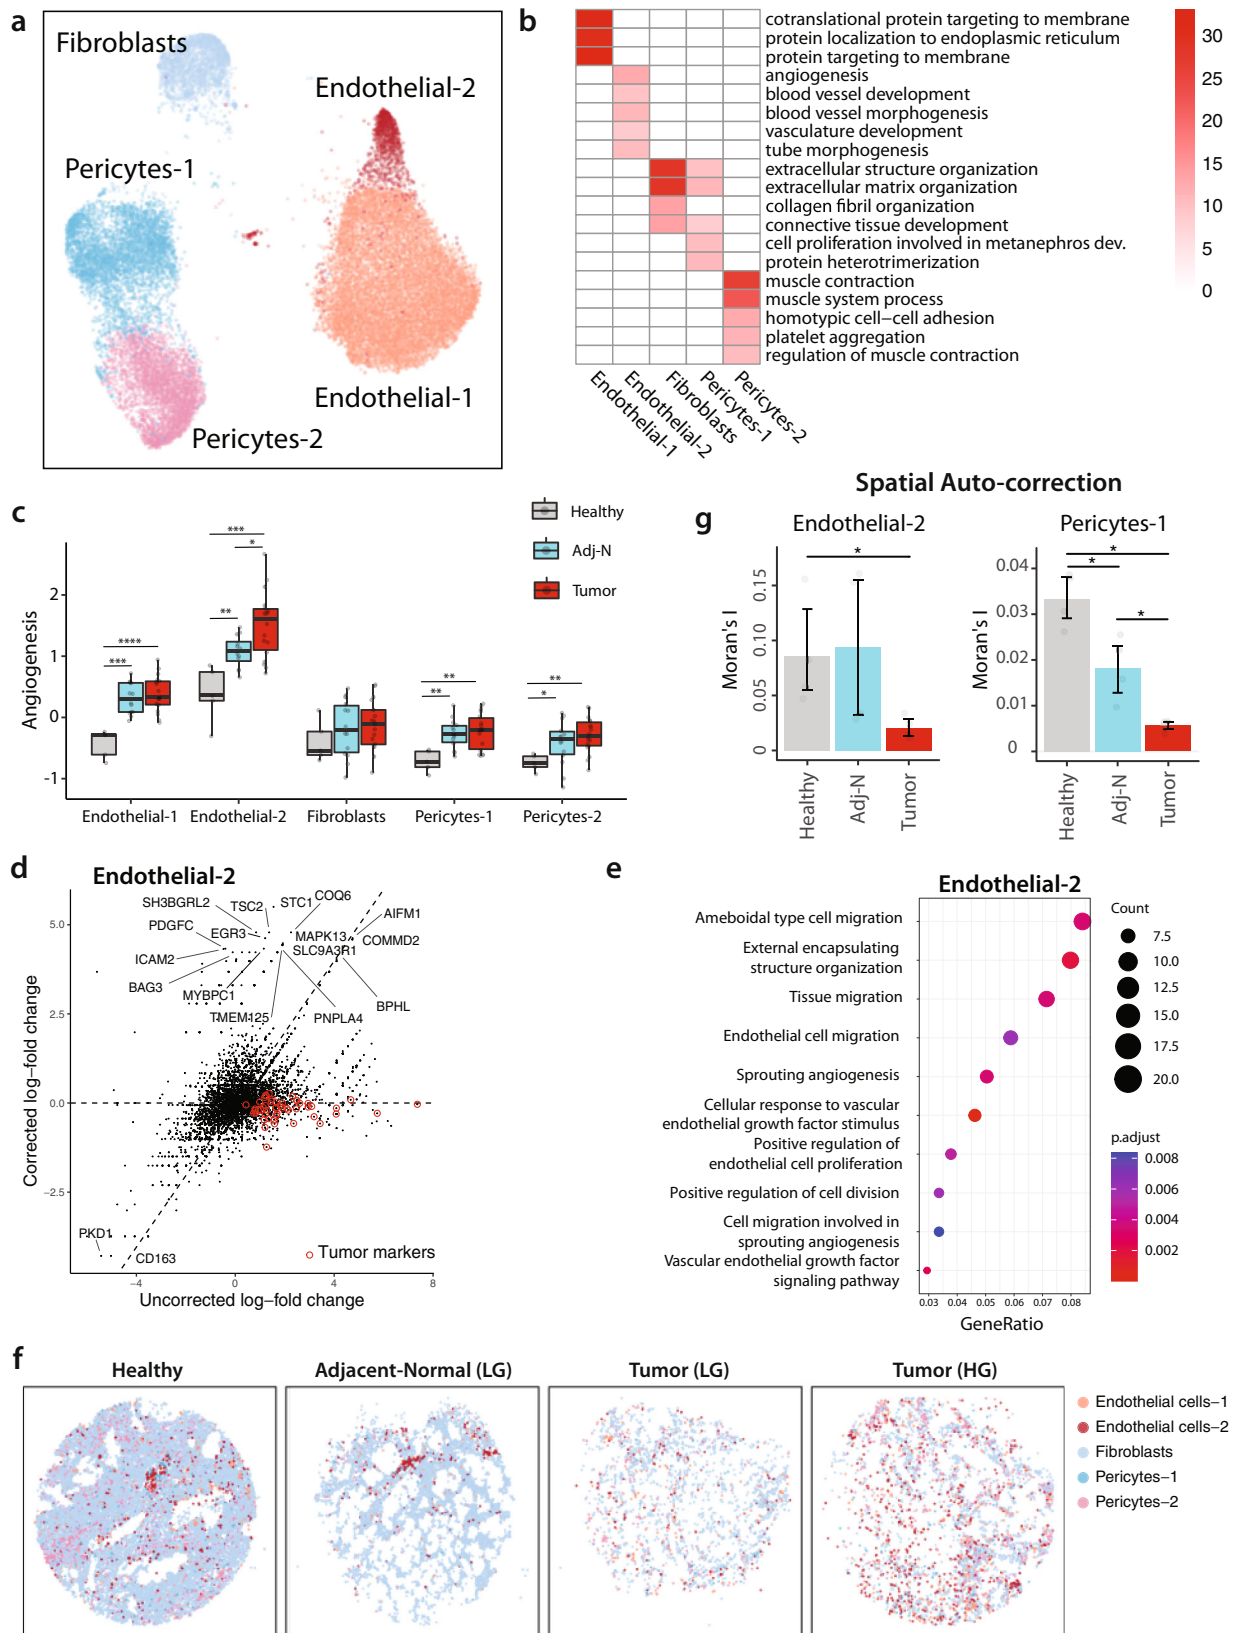 a
Fibroblasts
Endothelial-2
Pericytes-1
Endothelial-1
Pericytes-2
b
cotranslational protein targeting to membrane
protein localization to endoplasmic reticulum
protein targeting to membrane
angiogenesis
blood vessel development
blood vessel morphogenesis
vasculature development
tube morphogenesis
extracellular structure organization
extracellular matrix organization
collagen fibril organization
connective tissue development
cell proliferation involved in metanephros dev.
protein heterotrimerization
muscle contraction
muscle system process
homotypic cell−cell adhesion
platelet aggregation
regulation of muscle contraction
Endothelial-1
Endothelial-2
Fibroblasts
Pericytes-1
Pericytes-2
30
25
20
15
10
5
0
c
Healthy
Adj-N
Tumor
Angiogenesis
2
1
0
-1
*** **** ** *** * ** ** * **
Endothelial-1
Endothelial-2
Fibroblasts
Pericytes-1
Pericytes-2
g
Spatial Auto-correction
Endothelial-2
Moran's I
0.15
0.10
0.05
0
*
Healthy
Adj-N
Tumor
Pericytes-1
Moran's I
0.04
0.03
0.02
0.01
0
* * *
Healthy
Adj-N
Tumor
d
Endothelial-2
Corrected log−fold change
5.0
2.5
0.0
−2.5
SH3BGRL2
TSC2
STC1
COQ6
PDGFC
EGR3
MAPK13
AIFM1
COMMD2
ICAM2
SLC9A3R1
BAG3
MYBPC1
TMEM125
PNPLA4
BPHL
PKD1
CD163
Tumor markers
−4
0
4
8
Uncorrected log−fold change
e
Endothelial-2
Ameboidal type cell migration
External encapsulating
structure organization
Tissue migration
Endothelial cell migration
Sprouting angiogenesis
Cellular response to vascular
endothelial growth factor stimulus
Positive regulation of
endothelial cell proliferation
Positive regulation of cell division
Cell migration involved in
sprouting angiogenesis
Vascular endothelial growth factor
signaling pathway
0.03 0.04 0.05 0.06 0.07 0.08
GeneRatio
Count
7.5
10.0
12.5
15.0
17.5
20.0
p.adjust
0.008
0.006
0.004
0.002
f
Healthy
Adjacent-Normal (LG)
Tumor (LG)
Tumor (HG)
Endothelial cells−1
Endothelial cells−2
Fibroblasts
Pericytes−1
Pericytes−2